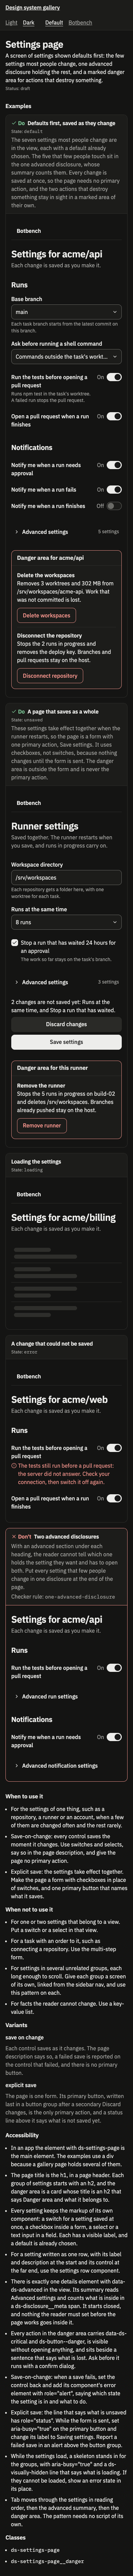 Design system gallery
Light Dark Default Botbench
Settings page
A screen of settings shown defaults first: the few
settings most people change, one advanced
disclosure holding the rest, and a marked danger
area for actions that destroy something.
Status: draft
Examples
✓ Do Defaults first, saved as they change
State: default
The seven settings most people change are
in view, each with a default already
chosen. The five that few people touch sit in
the one advanced disclosure, whose
summary counts them. Every control saves
as it changes, so the page needs no
primary action, and the two actions that destroy
something stay in sight in a marked area of
their own.
Botbench
Settings for acme/api
Each change is saved as you make it.
Runs
Base branch
main
Each task branch starts from the latest commit on
this branch.
Ask before running a shell command
Commands outside the task's workt...
Run the tests before opening a
pull request
On
Runs npm test in the task's worktree.
A failed run stops the pull request.
Open a pull request when a run
finishes
On
Notifications
Notify me when a run needs
approval
On
Notify me when a run fails
On
Notify me when a run finishes
Off
Advanced settings
5 settings
Danger area for acme/api
Delete the workspaces
Removes 3 worktrees and 302 MB from
/srv/workspaces/acme-api. Work that
was not committed is lost.
Delete workspaces
Disconnect the repository
Stops the 2 runs in progress and
removes the deploy key. Branches and
pull requests stay on the host.
Disconnect repository
✓ Do A page that saves as a whole
State: unsaved
These settings take effect together when
the runner restarts, so the page is a form
with one primary action, Save settings. It uses
checkboxes, not switches, because nothing
changes until all of it is saved. The danger
area is outside the form and is never the
primary action.
Botbench
Runner settings
Saved together. The runner restarts when
you save, and runs in progress carry on.
Workspace directory
/srv/workspaces
Each repository gets a folder here, with one
worktree for each task.
Runs at the same time
8 runs
Stop a run that has waited 24 hours for
an approval
The work so far stays on the task's branch.
Advanced settings
3 settings
2 changes are not saved yet: Runs at the
same time, and Stop a run that has waited.
Discard changes
Save settings
Danger area for this runner
Remove the runner
Stops the 5 runs in progress on build-02
and deletes /srv/workspaces. Branches
already pushed stay on the host.
Remove runner
Loading the settings
State: loading
Botbench
Settings for acme/billing
Each change is saved as you make it.
A change that could not be saved
State: error
Botbench
Settings for acme/web
Each change is saved as you make it.
Runs
Run the tests before opening a
pull request
On
The tests still run before a pull request:
the server did not answer. Check your
connection, then switch it off again.
Open a pull request when a run
finishes
On
✕ Don't Two advanced disclosures
With an advanced section under each
heading, the reader cannot tell which one
holds the setting they want and has to open
both. Put every setting that few people
change in one disclosure at the end of the
page.
Checker rule: one-advanced-disclosure
Settings for acme/api
Runs
Run the tests before opening a
pull request
On
Advanced run settings
Notifications
Notify me when a run needs
approval
On
Advanced notification settings
When to use it
• For the settings of one thing, such as a
repository, a runner or an account, when a few
of them are changed often and the rest rarely.
• Save-on-change: every control saves the
moment it changes. Use switches and selects,
say so in the page description, and give the
page no primary action.
• Explicit save: the settings take effect together.
Make the page a form with checkboxes in place
of switches, and one primary button that names
what it saves.
When not to use it
• For one or two settings that belong to a view.
Put a switch or a select in that view.
• For a task with an order to it, such as
connecting a repository. Use the multi-step
form.
• For settings in several unrelated groups, each
long enough to scroll. Give each group a screen
of its own, linked from the sidebar nav, and use
this pattern on each.
• For facts the reader cannot change. Use a key-
value list.
Variants
save on change
Each control saves as it changes. The page
description says so, a failed save is reported
on the control that failed, and there is no
primary button.
explicit save
The page is one form. Its primary button, written
last in a button group after a secondary Discard
changes, is the only primary action, and a status
line above it says what is not saved yet.
Accessibility
• In an app the element with ds-settings-page is
the main element. The examples use a div
because a gallery page holds several of them.
• The page title is the h1, in a page header. Each
group of settings starts with an h2, and the
danger area is a card whose title is an h2 that
says Danger area and what it belongs to.
• Every setting keeps the markup of its own
component: a switch for a setting saved at
once, a checkbox inside a form, a select or a
text input in a field. Each has a visible label, and
a default is already chosen.
• For a setting written as one row, with its label
and description at the start and its control at
the far end, use the settings row component.
• There is exactly one details element with data-
ds-advanced in the view. Its summary reads
Advanced settings and counts what is inside in
a ds-disclosure__meta span. It starts closed,
and nothing the reader must set before the
page works goes inside it.
• Every action in the danger area carries data-ds-
critical and ds-button--danger, is visible
without opening anything, and sits beside a
sentence that says what is lost. Ask before it
runs with a confirm dialog.
• Save-on-change: when a save fails, set the
control back and add its component's error
element with role="alert", saying which state
the setting is in and what to do.
• Explicit save: the line that says what is unsaved
has role="status". While the form is sent, set
aria-busy="true" on the primary button and
change its label to Saving settings. Report a
failed save in an alert above the button group.
• While the settings load, a skeleton stands in for
the groups, with aria-busy="true" and a ds-
visually-hidden line that says what is loading. If
they cannot be loaded, show an error state in
its place.
• Tab moves through the settings in reading
order, then the advanced summary, then the
danger area. The pattern needs no script of its
own.
Classes
• ds-settings-page
• ds-settings-page__danger